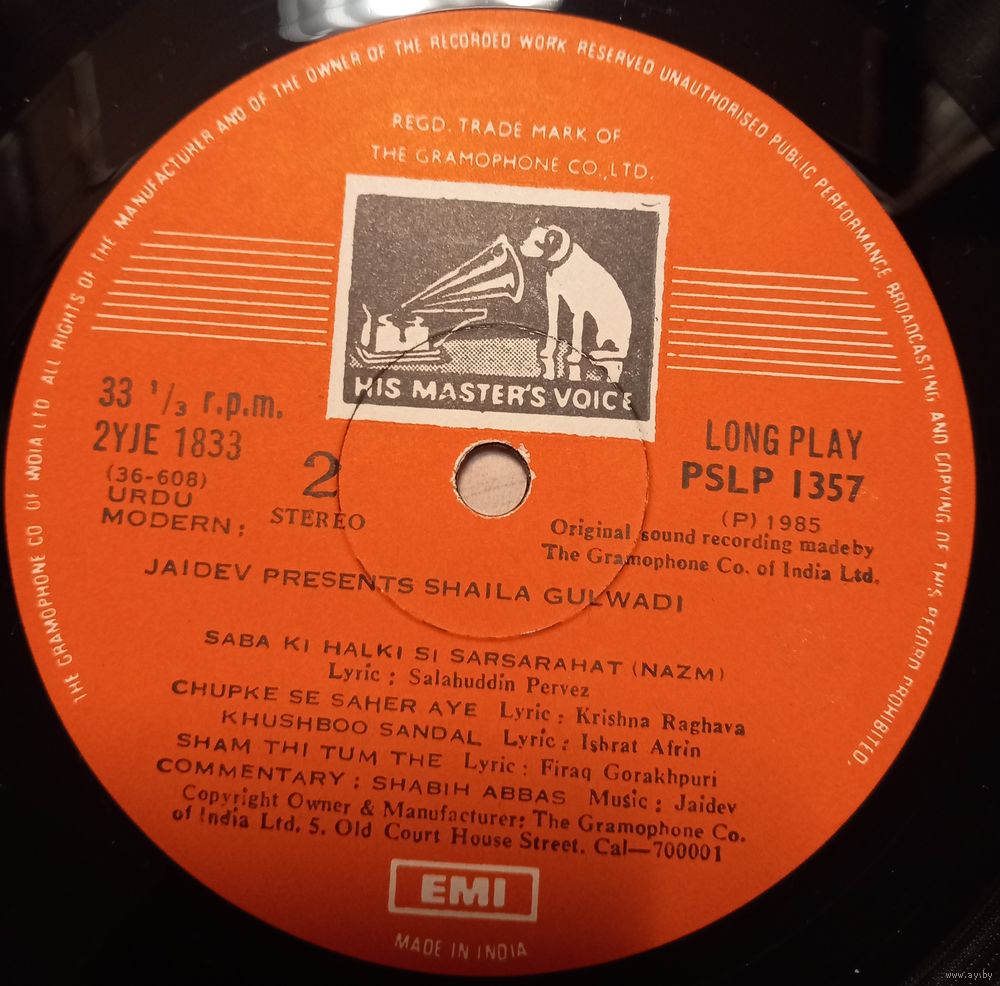 THE GRAMOPHONE CO OF INDIA LTD ALL RIGHTS OF THE MANUFACTURER AND OF THE OWNER OF THE RECORDED WORK RESERVED UNAUTHORISED PUBLIC PERFORMANCE BROADCASTING AND COPYING OF THIS RECORD PROHIBITED.
REGD. TRADE MARK OF
THE GRAMOPHONE CO., LTD.
HIS MASTER'S VOICE
33 1/3 r.p.m.
2YJE 1833
(36-608)
URDU
MODERN:
2
STEREO
LONG PLAY
PSLP 1357
(P) 1985
Original sound recording madeby
The Gramophone Co. of India Ltd.
JAIDEV PRESENTS SHAILA GULWADI
SABA KI HALKI SI SARSARAHAT (NAZM)
Lyric ; Salahuddin Pervez
CHUPKE SE SAHER AYE Lyric : Krishna Raghava
KHUSHBOO SANDAL Lyric : Ishrat Afrin
SHAM THI TUM THE Lyric : Firaq Gorakhpuri
COMMENTARY : SHABIH ABBAS Music : Jaidev
Copyright Owner & Manufacturer: The Gramophone Co.
of India Ltd. 5, Old Court House Street. Cal—700001
EMI
MADE IN INDIA
www.ay.by